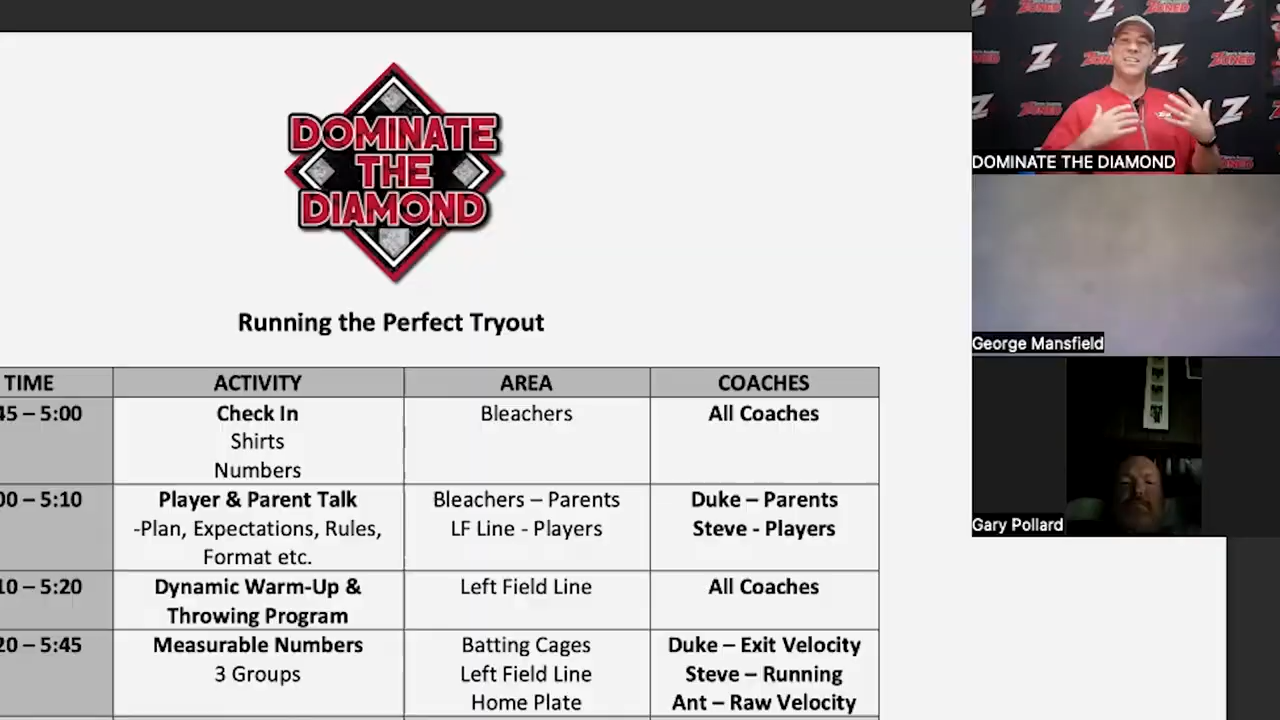 DOMINATE
THE
DIAMOND
Running the Perfect Tryout
TIME
ACTIVITY
AREA
COACHES
45 – 5:00
Check In
Shirts
Numbers
Bleachers
All Coaches
00 – 5:10
Player & Parent Talk
-Plan, Expectations, Rules,
Format etc.
Bleachers – Parents
LF Line - Players
Duke – Parents
Steve - Players
10 – 5:20
Dynamic Warm-Up &
Throwing Program
Left Field Line
All Coaches
20 – 5:45
Measurable Numbers
3 Groups
Batting Cages
Left Field Line
Home Plate
Duke – Exit Velocity
Steve – Running
Ant – Raw Velocity
ZONED
DOMINATE THE DIAMOND
George Mansfield
Gary Pollard